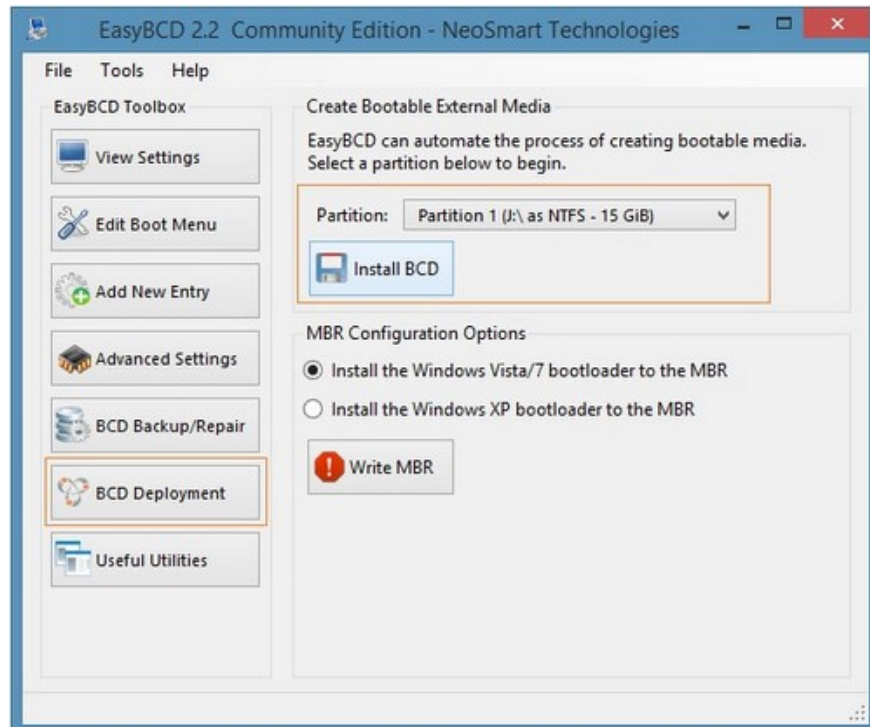 EasyBCD 2.2 Community Edition - NeoSmart Technologies
File Tools Help
EasyBCD Toolbox
View Settings
Edit Boot Menu
Add New Entry
Advanced Settings
BCD Backup/Repair
BCD Deployment
Useful Utilities
Create Bootable External Media
EasyBCD can automate the process of creating bootable media.
Select a partition below to begin.
Partition: Partition 1 (J:\ as NTFS - 15 GiB)
Install BCD
MBR Configuration Options
Install the Windows Vista/7 bootloader to the MBR
Install the Windows XP bootloader to the MBR
Write MBR